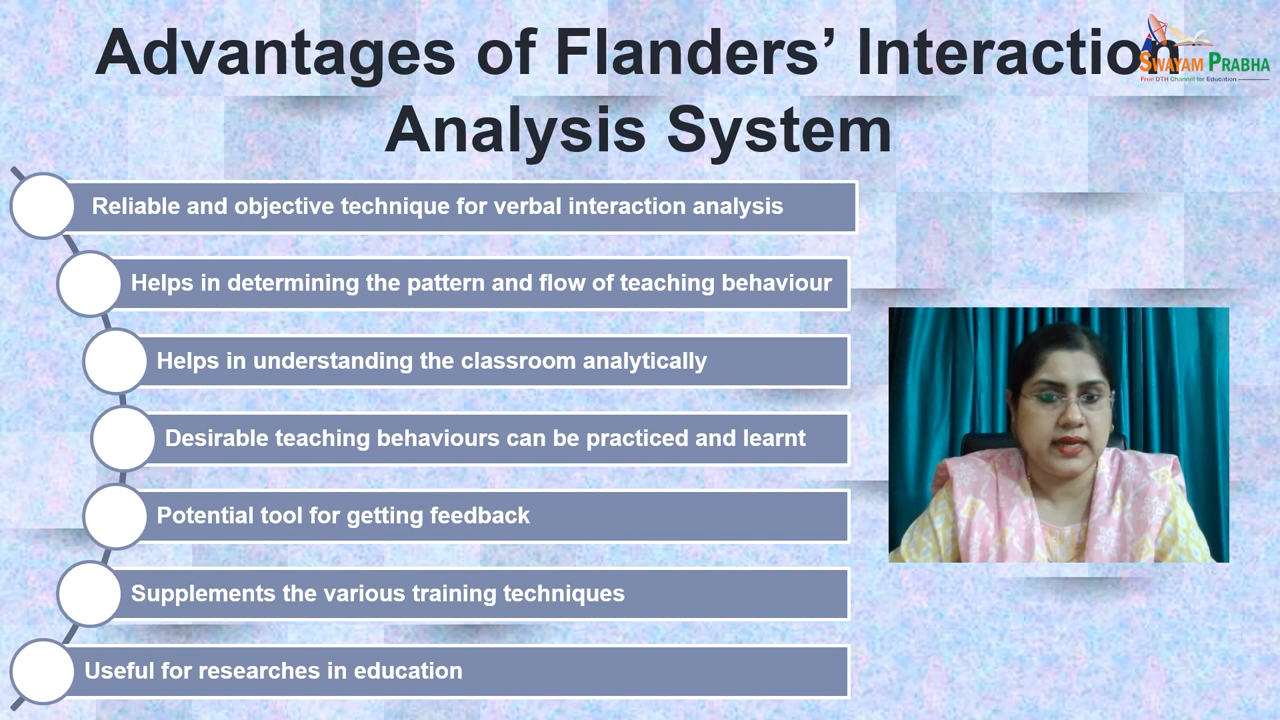 Advantages of Flanders’ Interaction
Analysis System
SWAYAM PRABHA
Free DTH Channel for Education
Reliable and objective technique for verbal interaction analysis
Helps in determining the pattern and flow of teaching behaviour
Helps in understanding the classroom analytically
Desirable teaching behaviours can be practiced and learnt
Potential tool for getting feedback
Supplements the various training techniques
Useful for researches in education